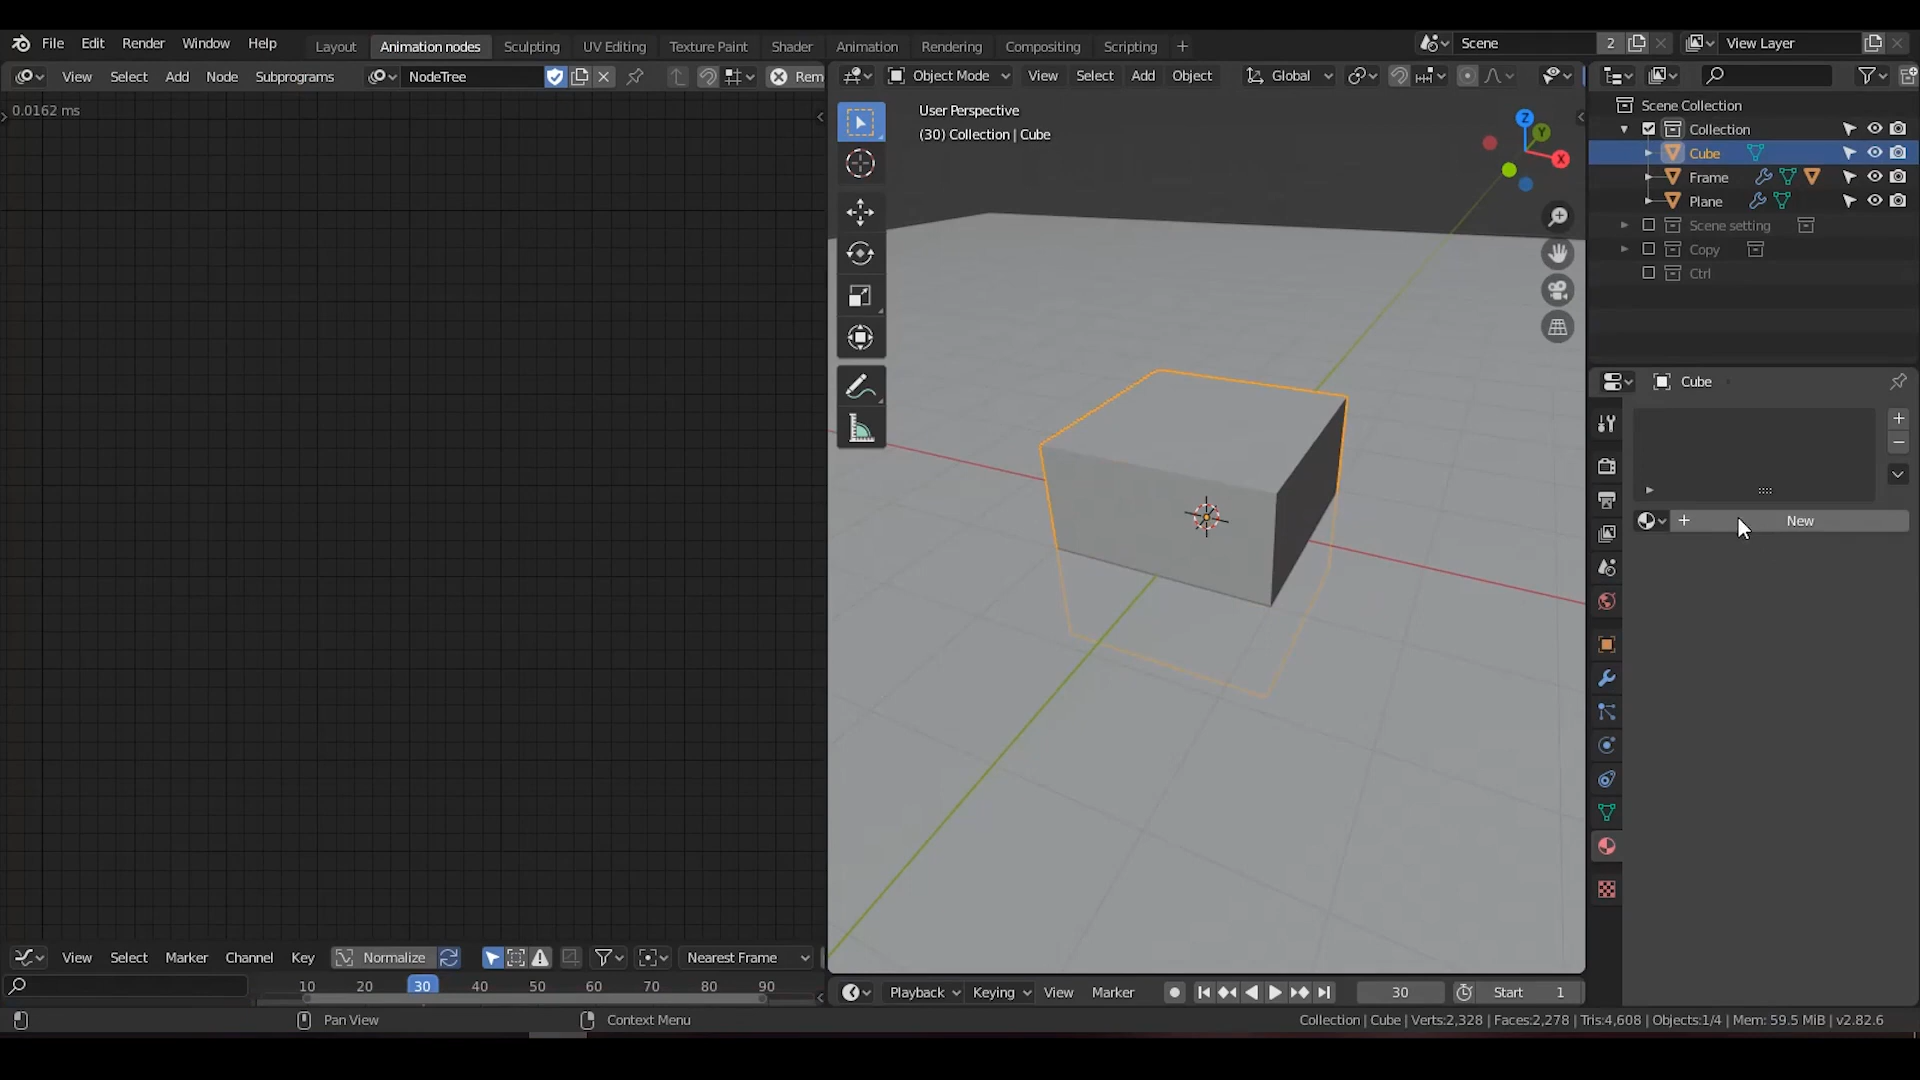 File Edit Render Window Help Layout Animation nodes Sculpting UV Editing Texture Paint Shader Animation Rendering Compositing Scripting Scene 2 View Layer
View Select Add Node Subprograms NodeTree Rem Object Mode View Select Add Object Global
0.0162 ms
User Perspective
(30) Collection | Cube
Z
Y
X
Scene Collection
Collection
Cube
Frame
Plane
Scene setting
Copy
Ctrl
Cube
New
View Select Marker Channel Key Normalize Nearest Frame
10 20 30 40 50 60 70 80 90
Playback Keying View Marker 30 Start 1
Pan View Context Menu Collection | Cube | Verts:2,328 | Faces:2,278 | Tris:4,608 | Objects:1/4 | Mem: 59.5 MiB | v2.82.6